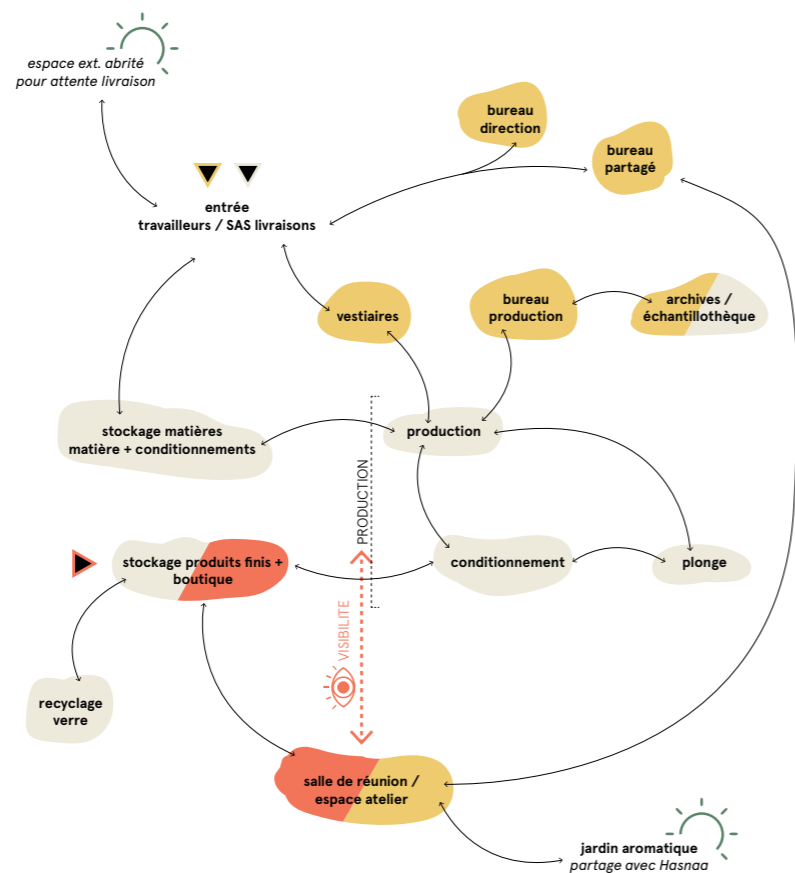 espace ext. abrité
pour attente livraison
bureau
direction
bureau
partagé
entrée
travailleurs / SAS livraisons
vestiaires
bureau
production
archives /
échantillothèque
stockage matières
matière + conditionnements
production
PRODUCTION
stockage produits finis +
boutique
conditionnement
plonge
VISIBILITE
recyclage
verre
salle de réunion /
espace atelier
jardin aromatique
partage avec Hasnaa